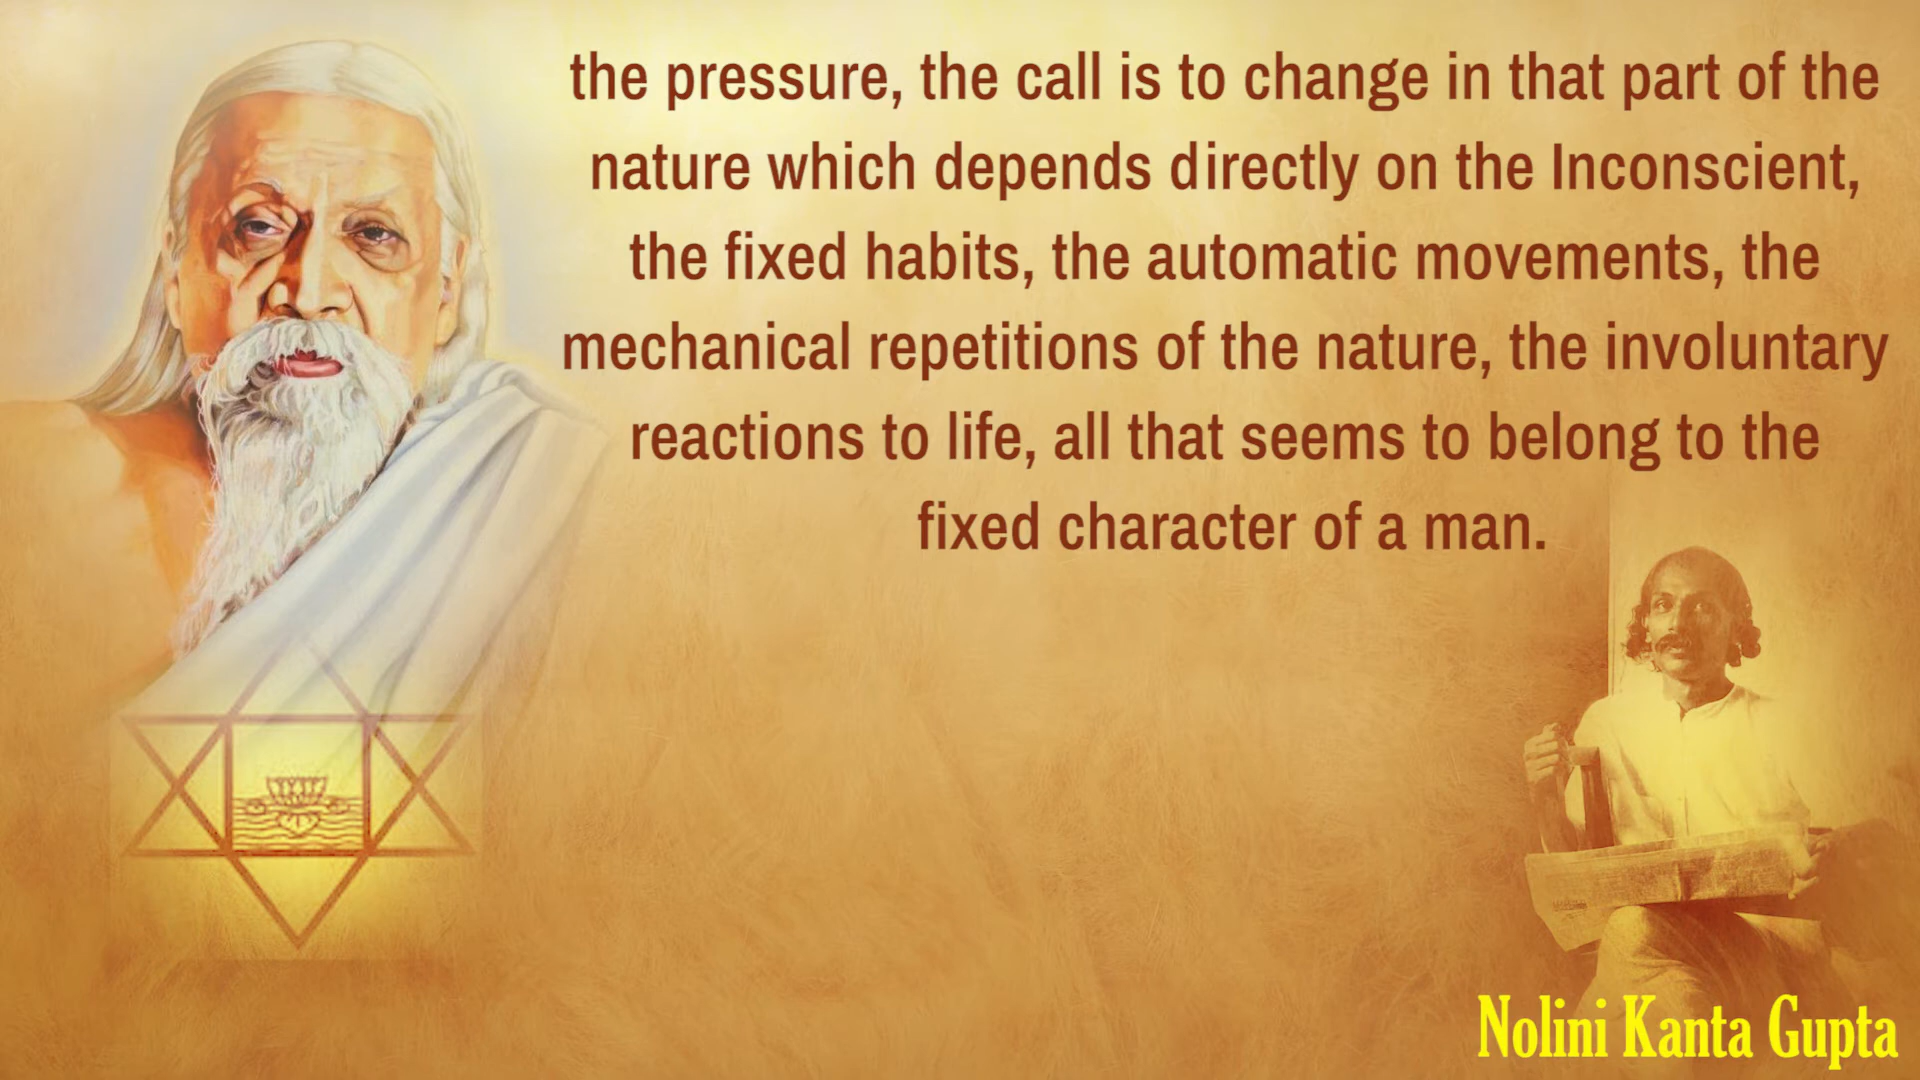 the pressure, the call is to change in that part of the
nature which depends directly on the Inconscient,
the fixed habits, the automatic movements, the
mechanical repetitions of the nature, the involuntary
reactions to life, all that seems to belong to the
fixed character of a man.
Nolini Kanta Gupta